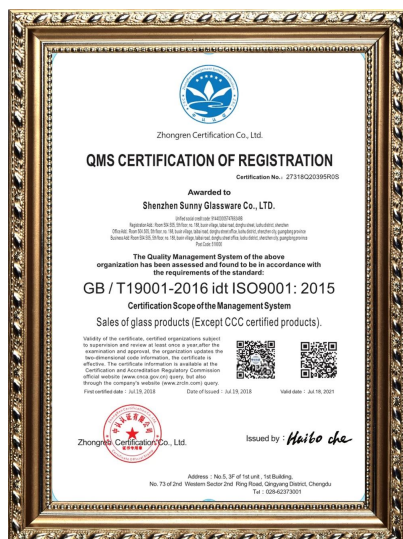 Zhongren Certification Co., Ltd.
QMS CERTIFICATION OF REGISTRATION
Certification No.: 27318Q20395R0S
Awarded to
Shenzhen Sunny Glassware Co., LTD.
The Quality Management System of the above
organization has been assessed and found to be in accordance with
the requirements of the standard:
GB / T19001-2016 idt ISO9001: 2015
Certification Scope of the Management System
Sales of glass products (Except CCC certified products).
Validity of the certificate, certified organizations subject
to supervision and review at least once a year,after the
examination and approval, the organization updates the
two-dimensional code information, the certificate is
effective. The certificate information is available at the
Certification and Accreditation Regulatory Commission
official website (www.cnca.gov.cn) query, but also
through the company's website (www.zrclrt.com) query.
First certified date : Jul.19, 2018
Date of Issued : Jul.19, 2018
Valid date : Jul.18, 2021
Zhongren Certification Co., Ltd.
Issued by : Haibo che
Address : No.5, 3F of 1st unit , 1st Building,
No. 73 of 2nd Western Sector 2nd Ring Road, Qingyang District, Chengdu
Tel : 028-62373001